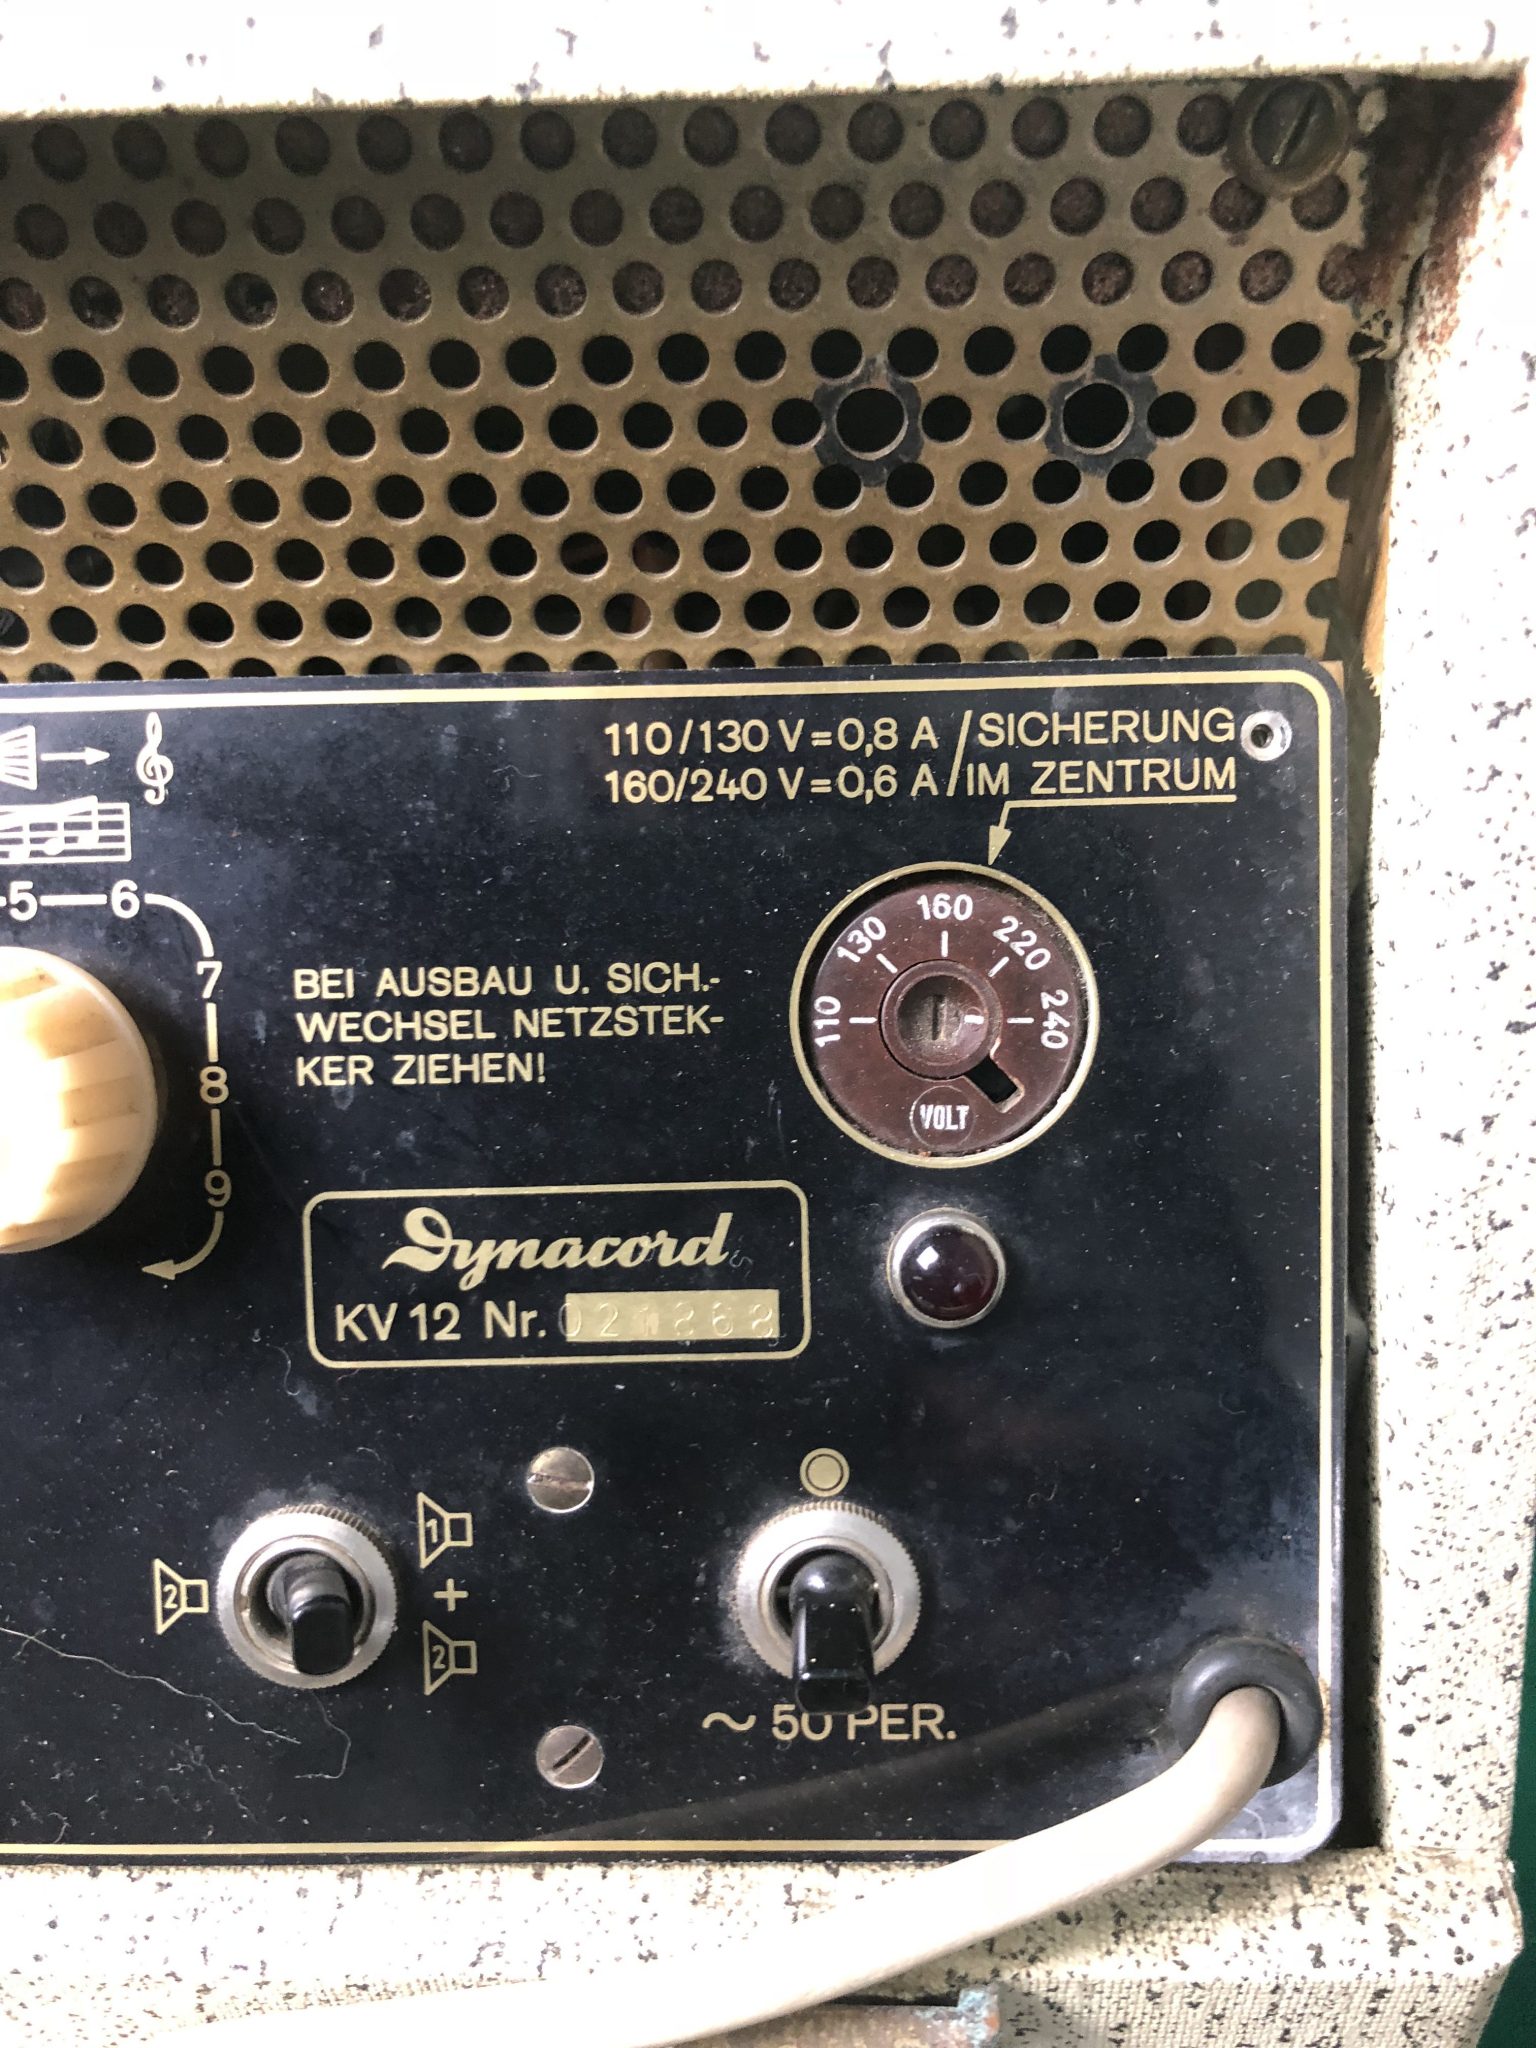 110/130 V=0,8 A / SICHERUNG
160/240 V=0,6 A / IM ZENTRUM
5 6
7
8
9
BEI AUSBAU U. SICH.-
WECHSEL NETZSTEK-
KER ZIEHEN!
110 130 160 220 240
VOLT
Dynacord
KV 12 Nr.
1
2 +
2
~ 50 PER.